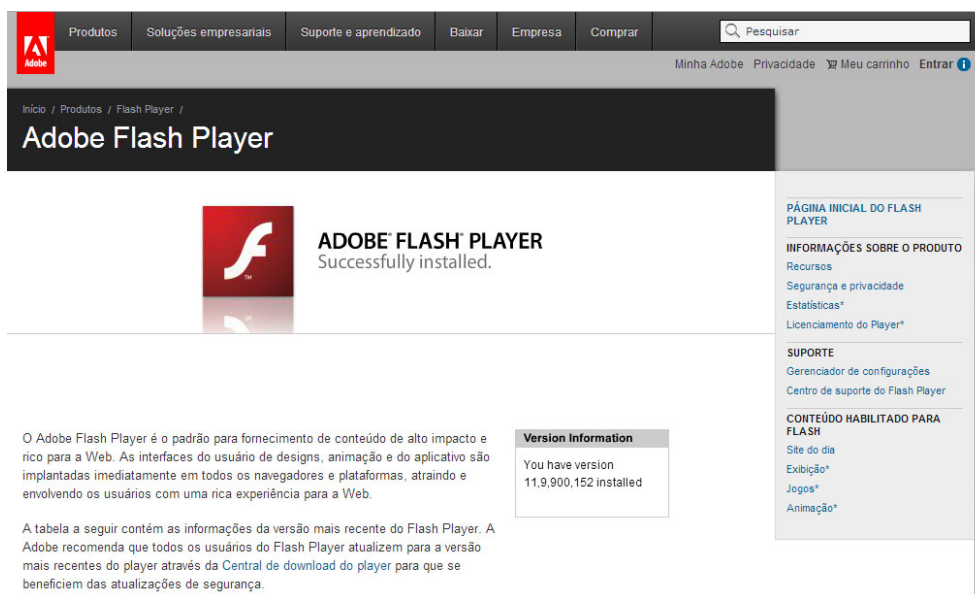 Produtos Soluções empresariais Suporte e aprendizado Baixar Empresa Comprar Pesquisar
Adobe
Minha Adobe Privacidade Meu carrinho Entrar
Início / Produtos / Flash Player /
Adobe Flash Player
ADOBE® FLASH® PLAYER
Successfully installed.
TM
O Adobe Flash Player é o padrão para fornecimento de conteúdo de alto impacto e
rico para a Web. As interfaces do usuário de designs, animação e do aplicativo são
implantadas imediatamente em todos os navegadores e plataformas, atraindo e
envolvendo os usuários com uma rica experiência para a Web.
A tabela a seguir contém as informações da versão mais recente do Flash Player. A
Adobe recomenda que todos os usuários do Flash Player atualizem para a versão
mais recentes do player através da Central de download do player para que se
beneficiem das atualizações de segurança.
Version Information
You have version
11,9,900,152 installed
PÁGINA INICIAL DO FLASH
PLAYER
INFORMAÇÕES SOBRE O PRODUTO
Recursos
Segurança e privacidade
Estatísticas*
Licenciamento do Player*
SUPORTE
Gerenciador de configurações
Centro de suporte do Flash Player
CONTEÚDO HABILITADO PARA
FLASH
Site do dia
Exibição*
Jogos*
Animação*